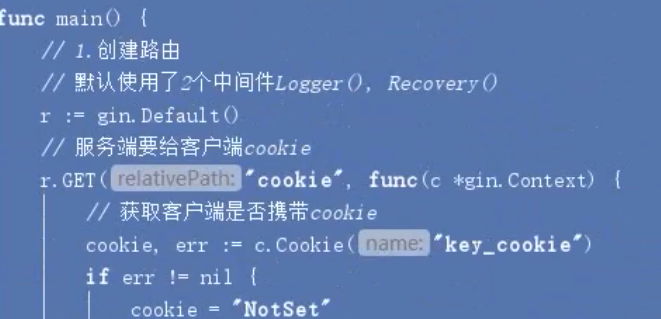 func main() {
// 1.创建路由
// 默认使用了2个中间件Logger(), Recovery()
r := gin.Default()
// 服务端要给客户端cookie
r.GET( relativePath: "cookie", func(c *gin.Context) {
// 获取客户端是否携带cookie
cookie, err := c.Cookie( name: "key_cookie")
if err != nil {
cookie = "NotSet"